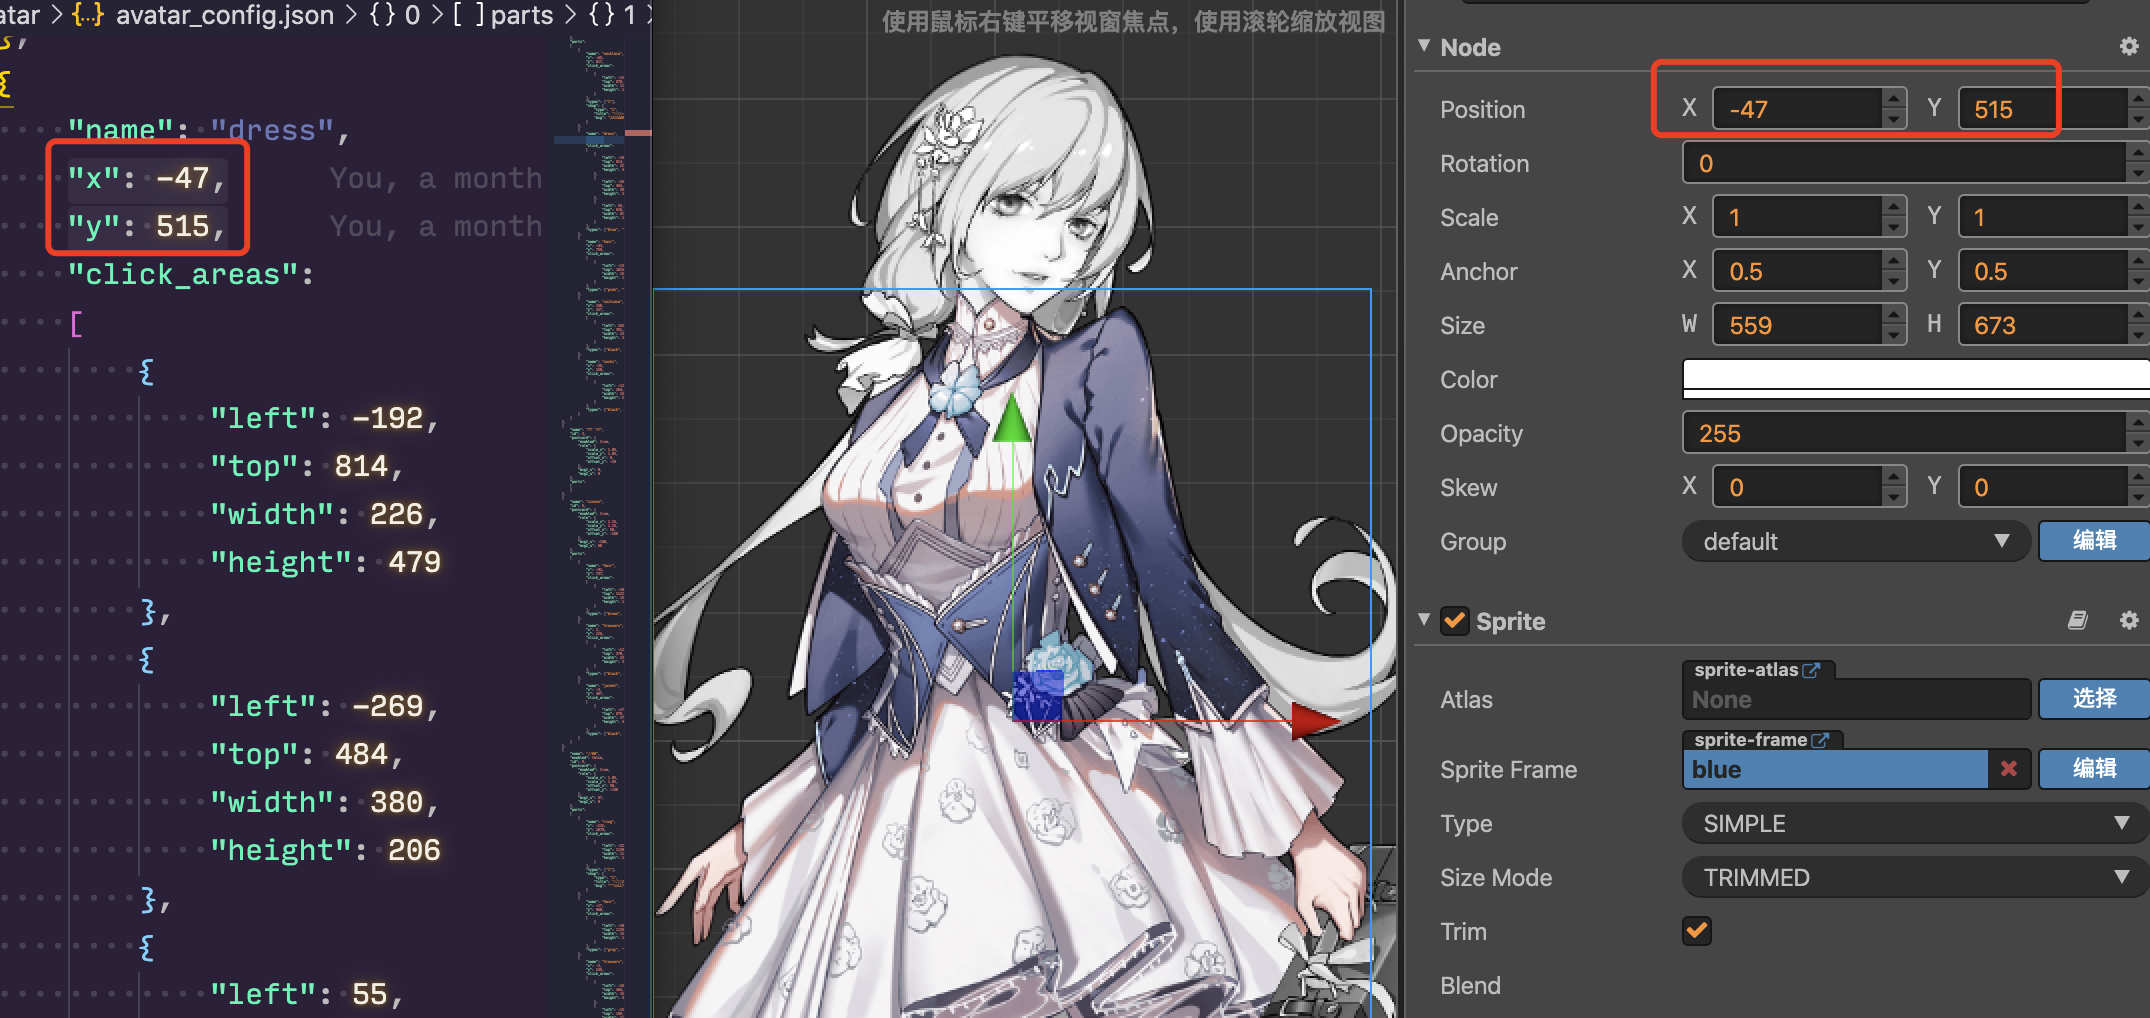 atar > {..} avatar_config.json > {} 0 > [ ] parts > {} 1 >
},
{
"name": "dress",
"x": -47, You, a month
"y": 515, You, a month
"click_areas":
[
{
"left": -192,
"top": 814,
"width": 226,
"height": 479
},
{
"left": -269,
"top": 484,
"width": 380,
"height": 206
},
{
"left": 55,
使用鼠标右键平移视窗焦点，使用滚轮缩放视图
Node
Position X -47 Y 515
Rotation 0
Scale X 1 Y 1
Anchor X 0.5 Y 0.5
Size W 559 H 673
Color
Opacity 255
Skew X 0 Y 0
Group default 编辑
Sprite
sprite-atlas
Atlas None 选择
sprite-frame
Sprite Frame blue 编辑
Type SIMPLE
Size Mode TRIMMED
Trim
Blend